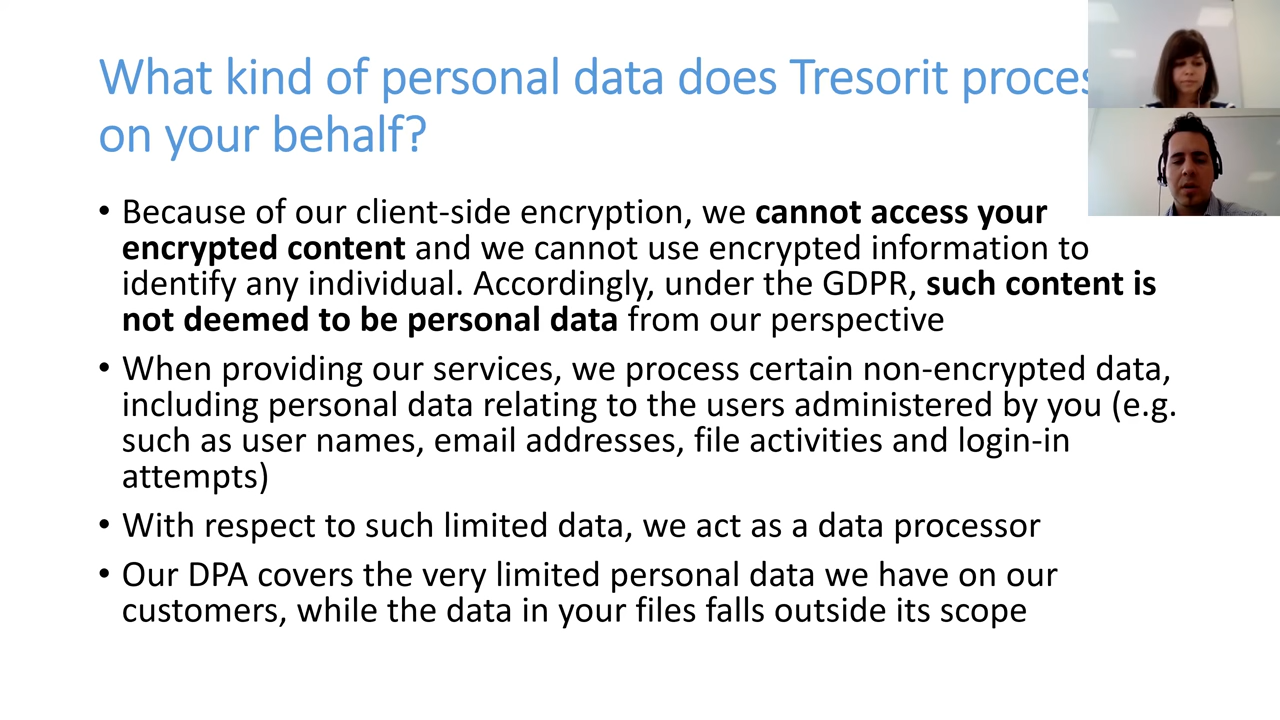 What kind of personal data does Tresorit proces
on your behalf?
• Because of our client-side encryption, we cannot access your
encrypted content and we cannot use encrypted information to
identify any individual. Accordingly, under the GDPR, such content is
not deemed to be personal data from our perspective
• When providing our services, we process certain non-encrypted data,
including personal data relating to the users administered by you (e.g.
such as user names, email addresses, file activities and login-in
attempts)
• With respect to such limited data, we act as a data processor
• Our DPA covers the very limited personal data we have on our
customers, while the data in your files falls outside its scope